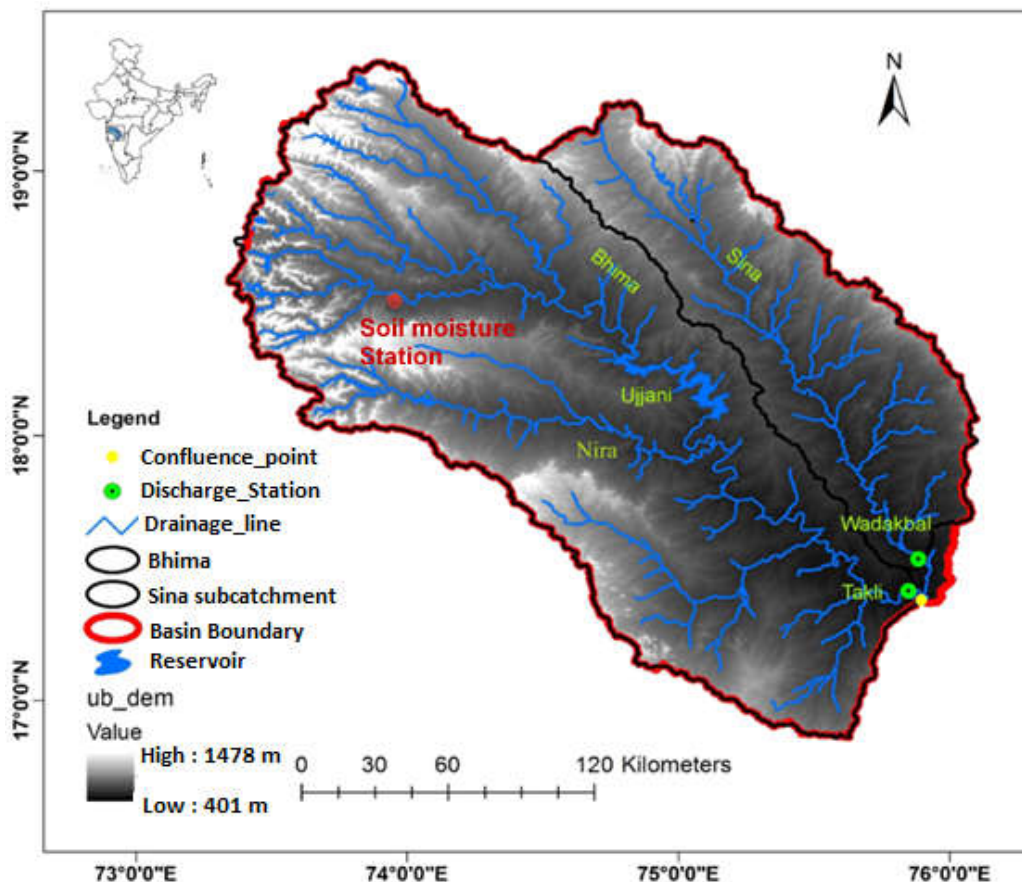 N
19°0'0"N
18°0'0"N
17°0'0"N
Bhima
Sina
Soil moisture
Station
Ujjani
Nira
Wadakbal
Takli
Legend
Confluence_point
Discharge_Station
Drainage_line
Bhima
Sina subcatchment
Basin Boundary
Reservoir
ub_dem
Value
High : 1478 m
Low : 401 m
0 30 60 120 Kilometers
73°0'0"E 74°0'0"E 75°0'0"E 76°0'0"E